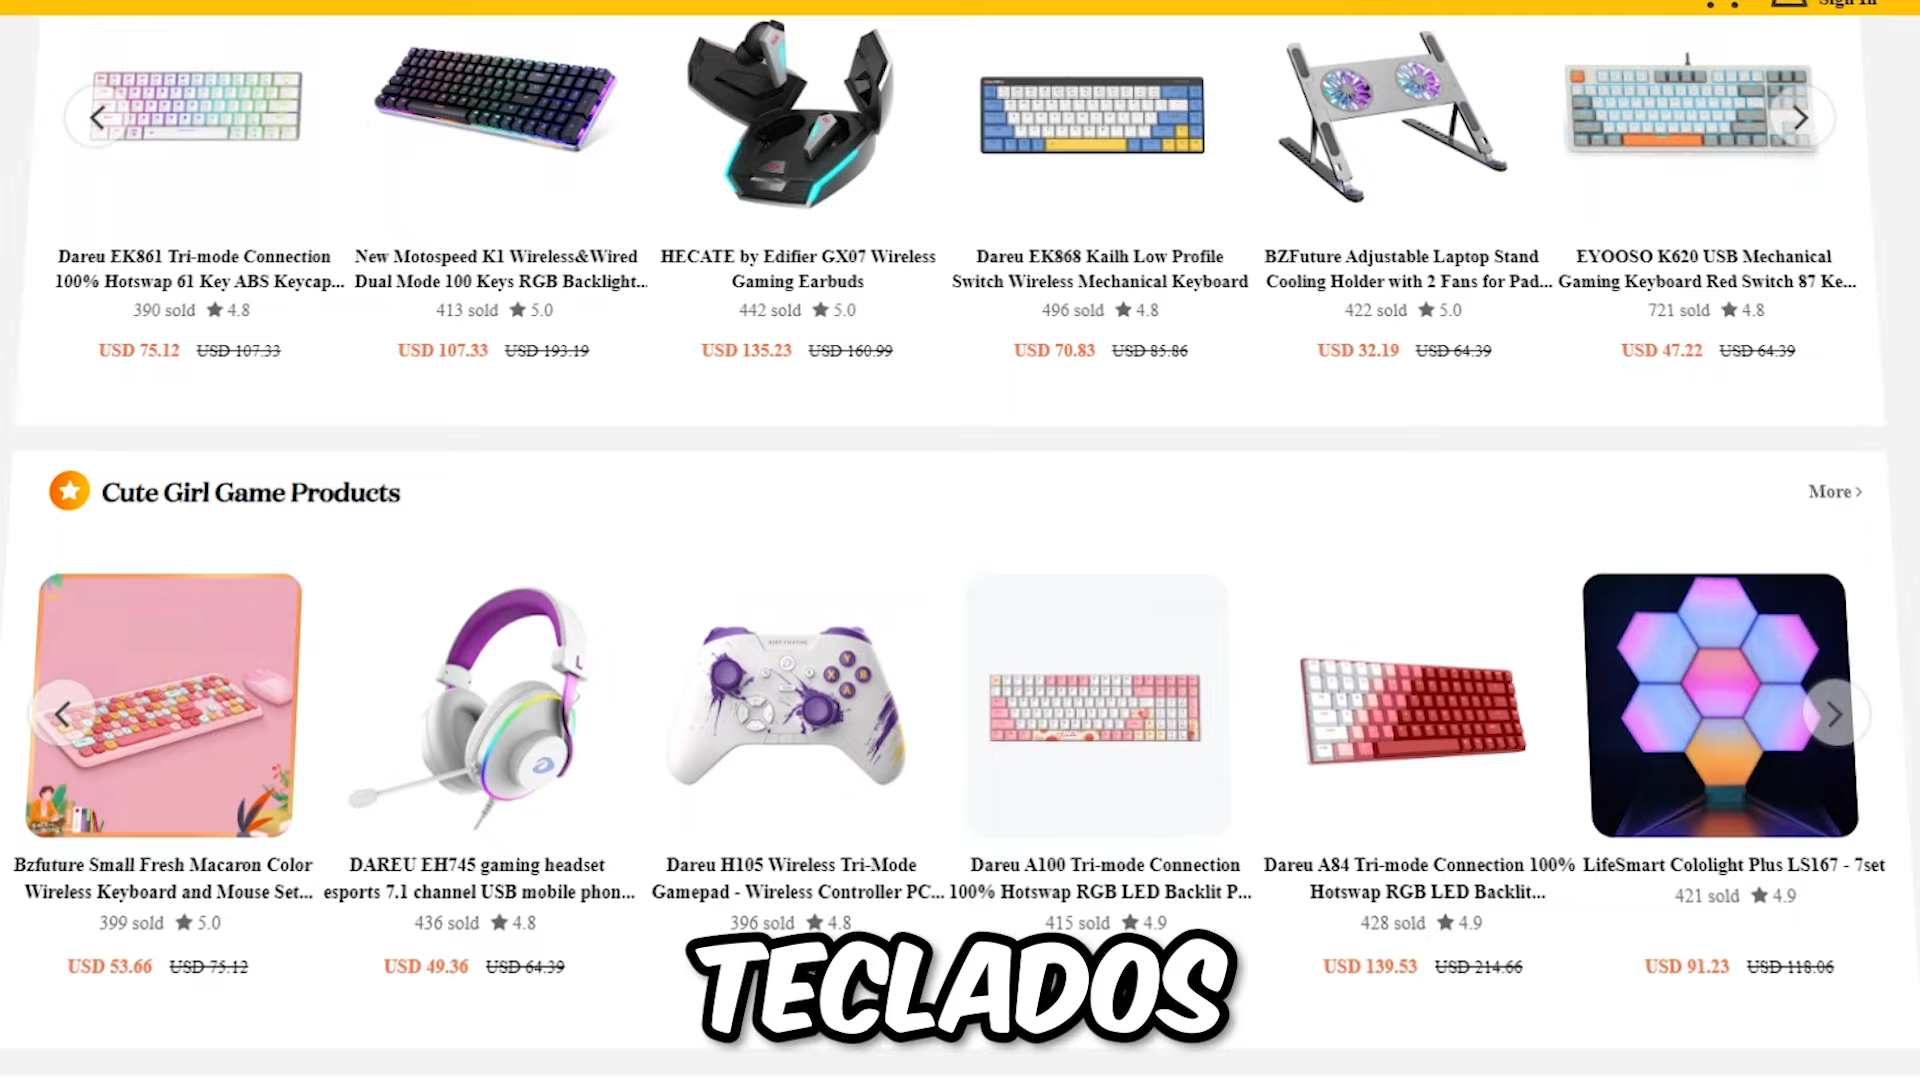 Sign In
Dareu EK861 Tri-mode Connection
100% Hotswap 61 Key ABS Keycap...
390 sold ★ 4.8
USD 75.12 USD 107.33
New Motospeed K1 Wireless&Wired
Dual Mode 100 Keys RGB Backlight...
413 sold ★ 5.0
USD 107.33 USD 193.19
HECATE by Edifier GX07 Wireless
Gaming Earbuds
442 sold ★ 5.0
USD 135.23 USD 160.99
Dareu EK868 Kailh Low Profile
Switch Wireless Mechanical Keyboard
496 sold ★ 4.8
USD 70.83 USD 85.86
BZFuture Adjustable Laptop Stand
Cooling Holder with 2 Fans for Pad...
422 sold ★ 5.0
USD 32.19 USD 64.39
EYOOSO K620 USB Mechanical
Gaming Keyboard Red Switch 87 Ke...
721 sold ★ 4.8
USD 47.22 USD 64.39
Cute Girl Game Products
More >
Bzfuture Small Fresh Macaron Color
Wireless Keyboard and Mouse Set...
399 sold ★ 5.0
USD 53.66 USD 75.12
DAREU EH745 gaming headset
esports 7.1 channel USB mobile phon...
436 sold ★ 4.8
USD 49.36 USD 64.39
Dareu H105 Wireless Tri-Mode
Gamepad - Wireless Controller PC...
396 sold ★ 4.8
Dareu A100 Tri-mode Connection
100% Hotswap RGB LED Backlit P...
415 sold ★ 4.9
Dareu A84 Tri-mode Connection 100%
Hotswap RGB LED Backlit...
428 sold ★ 4.9
USD 139.53 USD 214.66
LifeSmart Cololight Plus LS167 - 7set
421 sold ★ 4.9
USD 91.23 USD 118.06
TECLADOS